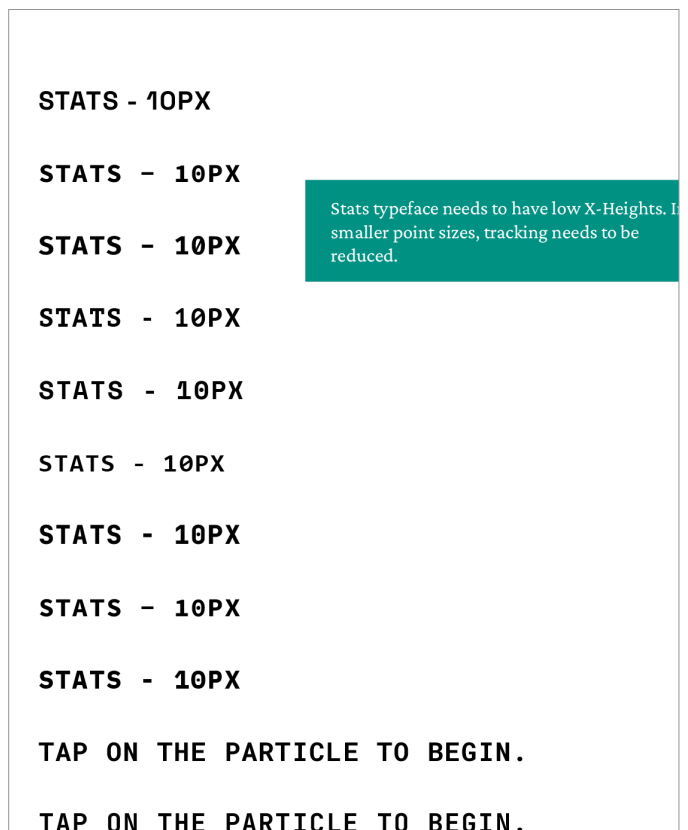 STATS - 10PX
STATS – 10PX
Stats typeface needs to have low X-Heights. In
smaller point sizes, tracking needs to be
reduced.
STATS – 10PX
STATS - 10PX
STATS - 10PX
STATS - 10PX
STATS - 10PX
STATS – 10PX
STATS - 10PX
TAP ON THE PARTICLE TO BEGIN.
TAP ON THE PARTICLE TO BEGIN.